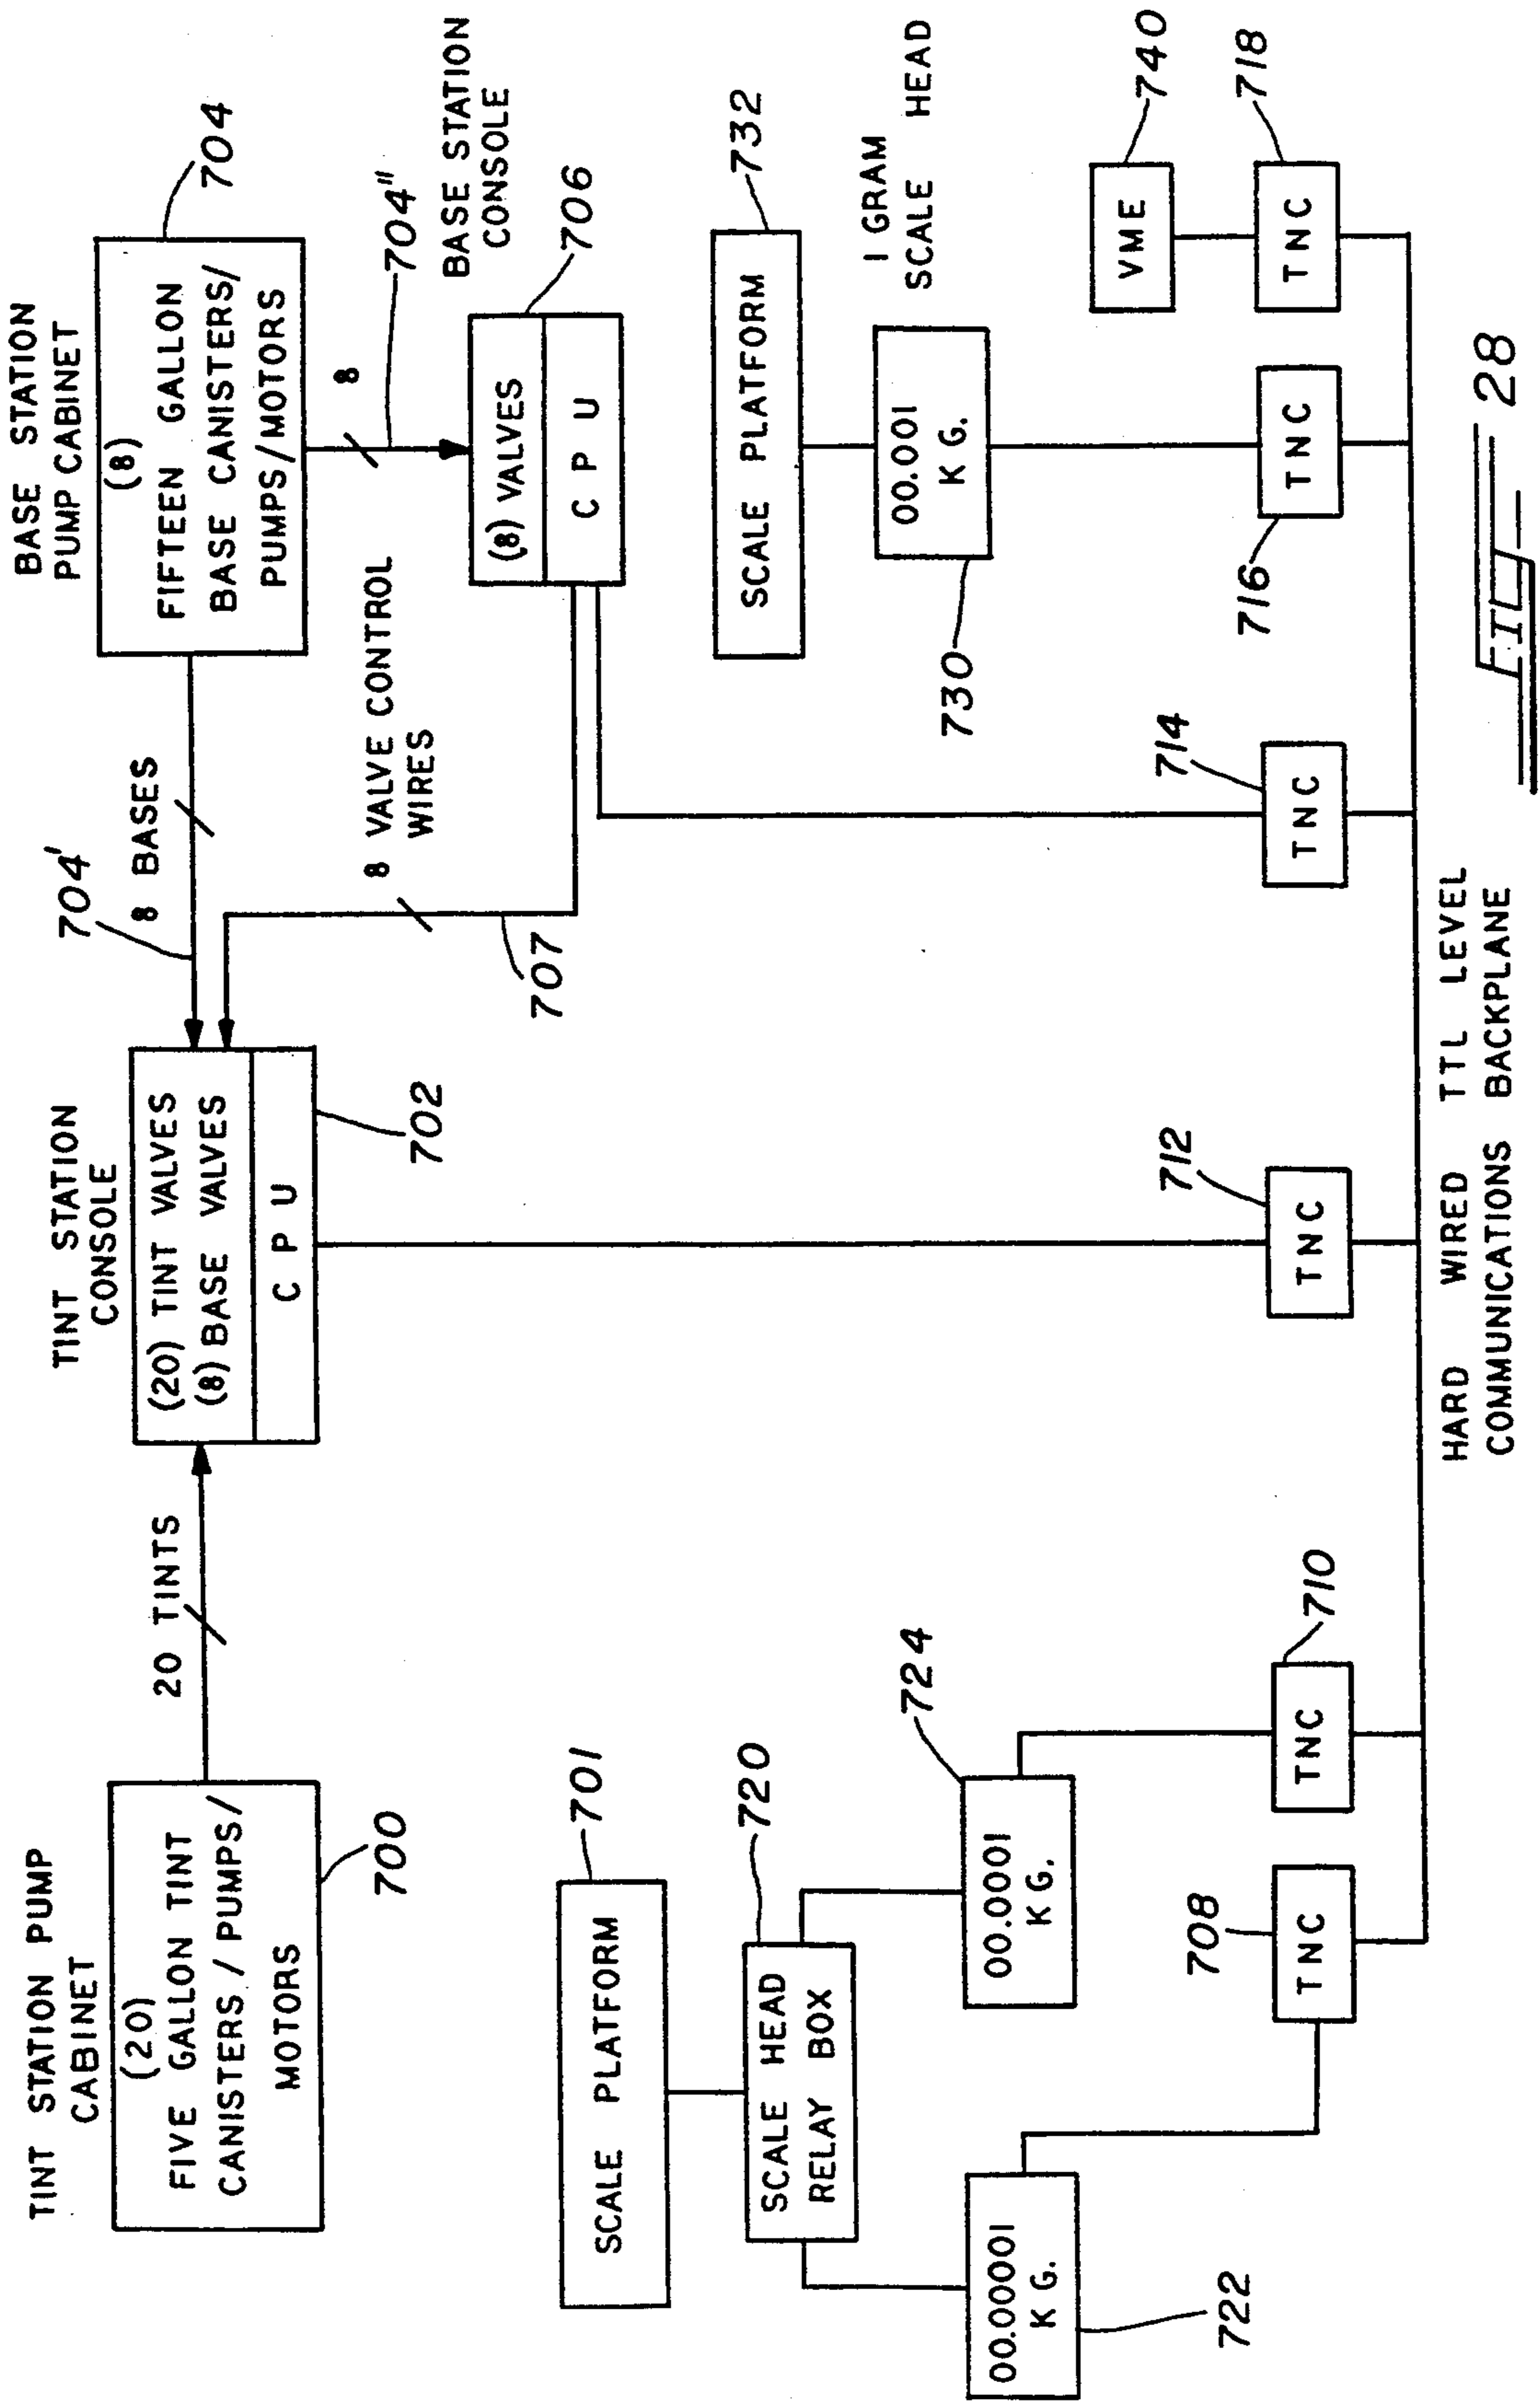 TINT STATION PUMP
CABINET
(20)
FIVE GALLON TINT
CANISTERS / PUMPS /
MOTORS
700
20 TINTS
TINT STATION
CONSOLE
(20) TINT VALVES
(8) BASE VALVES
C P U
702
704'
8 BASES
BASE STATION
PUMP CABINET
(8)
FIFTEEN GALLON
BASE CANISTERS/
PUMPS/MOTORS
704
8
704"
8 VALVE CONTROL
WIRES
707
BASE STATION
CONSOLE
(8) VALVES
C P U
706
SCALE PLATFORM
701
SCALE HEAD
RELAY BOX
720
00.00001
KG.
722
00.0001
KG.
724
SCALE PLATFORM
732
1 GRAM
SCALE HEAD
00.001
KG.
730
VME
740
TNC
708
TNC
710
TNC
712
TNC
714
TNC
716
TNC
718
HARD WIRED TTL LEVEL
COMMUNICATIONS BACKPLANE
FIG. 28